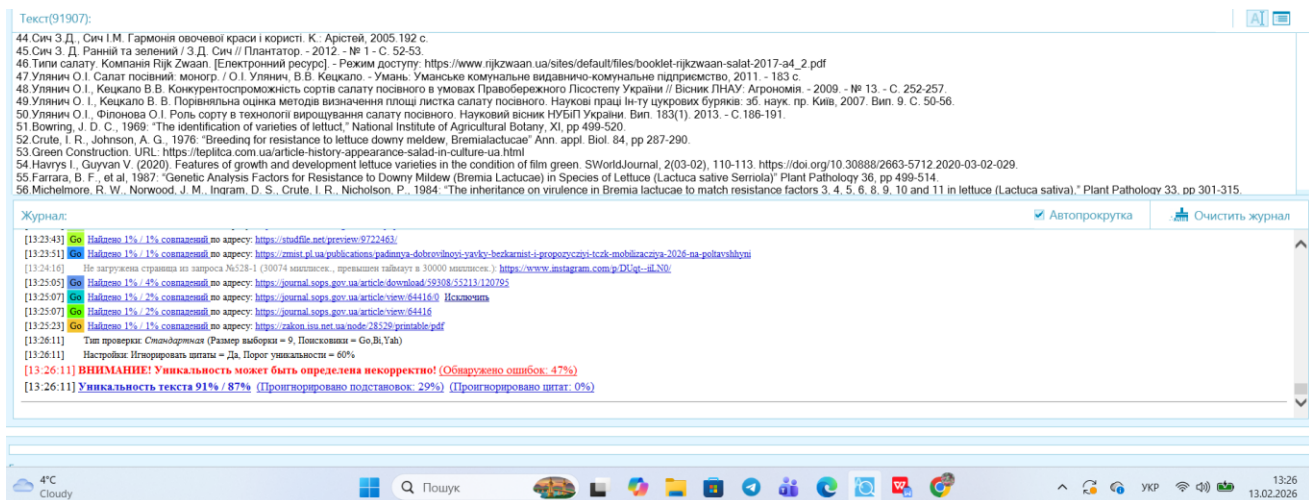 Текст(91907):
44.Сич З.Д., Сич І.М. Гармонія овочевої краси і користі. К.: Арістей, 2005.192 с.
45.Сич З. Д. Ранній та зелений / З.Д. Сич // Плантатор. - 2012. - № 1 - С. 52-53.
46.Типи салату. Компанія Rijk Zwaan. [Електронний ресурс]. - Режим доступу: https://www.rijkzwaan.ua/sites/default/files/booklet-rijkzwaan-salat-2017-a4_2.pdf
47.Улянич О.І. Салат посівний: моногр. / О.І. Улянич, В.В. Кецкало. - Умань: Уманське комунальне видавничо-комунальне підприємство, 2011. - 183 с.
48.Улянич О.І., Кецкало В.В. Конкурентоспроможність сортів салату посівного в умовах Правобережного Лісостепу України // Вісник ЛНАУ: Агрономія. - 2009. - № 13. - С. 252-257.
49.Улянич О. І., Кецкало В. В. Порівняльна оцінка методів визначення площі листка салату посівного. Наукові праці Ін-ту цукрових буряків: зб. наук. пр. Київ, 2007. Вип. 9. С. 50-56.
50.Улянич О.І., Філонова О.І. Роль сорту в технології вирощування салату посівного. Науковий вісник НУБіП України. Вип. 183(1). 2013. - С.186-191.
51.Bowring, J. D. C., 1969: “The identification of varieties of lettuct,” National Institute of Agricultural Botany, XI, pp 499-520.
52.Crute, I. R., Johnson, A. G., 1976: “Breeding for resistance to lettuce downy meldew, Bremialactucae” Ann. appl. Biol. 84, pp 287-290.
53.Green Construction. URL: https://teplitca.com.ua/article-history-appearance-salad-in-culture-ua.html
54.Havrys I., Guyvan V. (2020). Features of growth and development lettuce varieties in the condition of film green. SWorldJournal, 2(03-02), 110-113. https://doi.org/10.30888/2663-5712.2020-03-02-029.
55.Farrara, B. F., et al, 1987: “Genetic Analysis Factors for Resistance to Downy Mildew (Bremia Lactucae) in Species of Lettuce (Lactuca sative Serriola)” Plant Pathology 36, pp 499-514.
56.Michelmore, R. W., Norwood, J. M., Ingram, D. S., Crute, I. R., Nicholson, P., 1984: “The inheritance on virulence in Bremia lactucae to match resistance factors 3, 4, 5, 6, 8, 9, 10 and 11 in lettuce (Lactuca sativa),” Plant Pathology 33, pp 301-315.
Журнал:
Автопрокрутка
Очистить журнал
[13:23:43] Go Найдено 1% / 1% совпадений по адресу: https://studfile.net/preview/9722463/
[13:23:51] Go Найдено 1% / 1% совпадений по адресу: https://zmist.pl.ua/publications/padinnya-dobrovilnoyi-yavky-bezkarnist-i-propozycziyi-tczk-mobilizacziya-2026-na-poltavshhyni
[13:24:16] Не загружена страница из запроса №528-1 (30074 миллисек., превышен таймаут в 30000 миллисек.): https://www.instagram.com/p/DUqt--iiLN0/
[13:25:05] Go Найдено 1% / 4% совпадений по адресу: https://journal.sops.gov.ua/article/download/59308/55213/120795
[13:25:07] Go Найдено 1% / 2% совпадений по адресу: https://journal.sops.gov.ua/article/view/64416/0 Исключить
[13:25:07] Go Найдено 1% / 2% совпадений по адресу: https://journal.sops.gov.ua/article/view/64416
[13:25:23] Go Найдено 1% / 1% совпадений по адресу: https://zakon.isu.net.ua/node/28529/printable/pdf
[13:26:11] Тип проверки: Стандартная (Размер выборки = 9, Поисковики = Go,Bi,Yah)
[13:26:11] Настройки: Игнорировать цитаты = Да, Порог уникальности = 60%
[13:26:11] ВНИМАНИЕ! Уникальность может быть определена некорректно! (Обнаружено ошибок: 47%)
[13:26:11] Уникальность текста 91% / 87% (Проигнорировано подстановок: 29%) (Проигнорировано цитат: 0%)
4°C
Cloudy
Пошук
УКР
13:26
13.02.2026